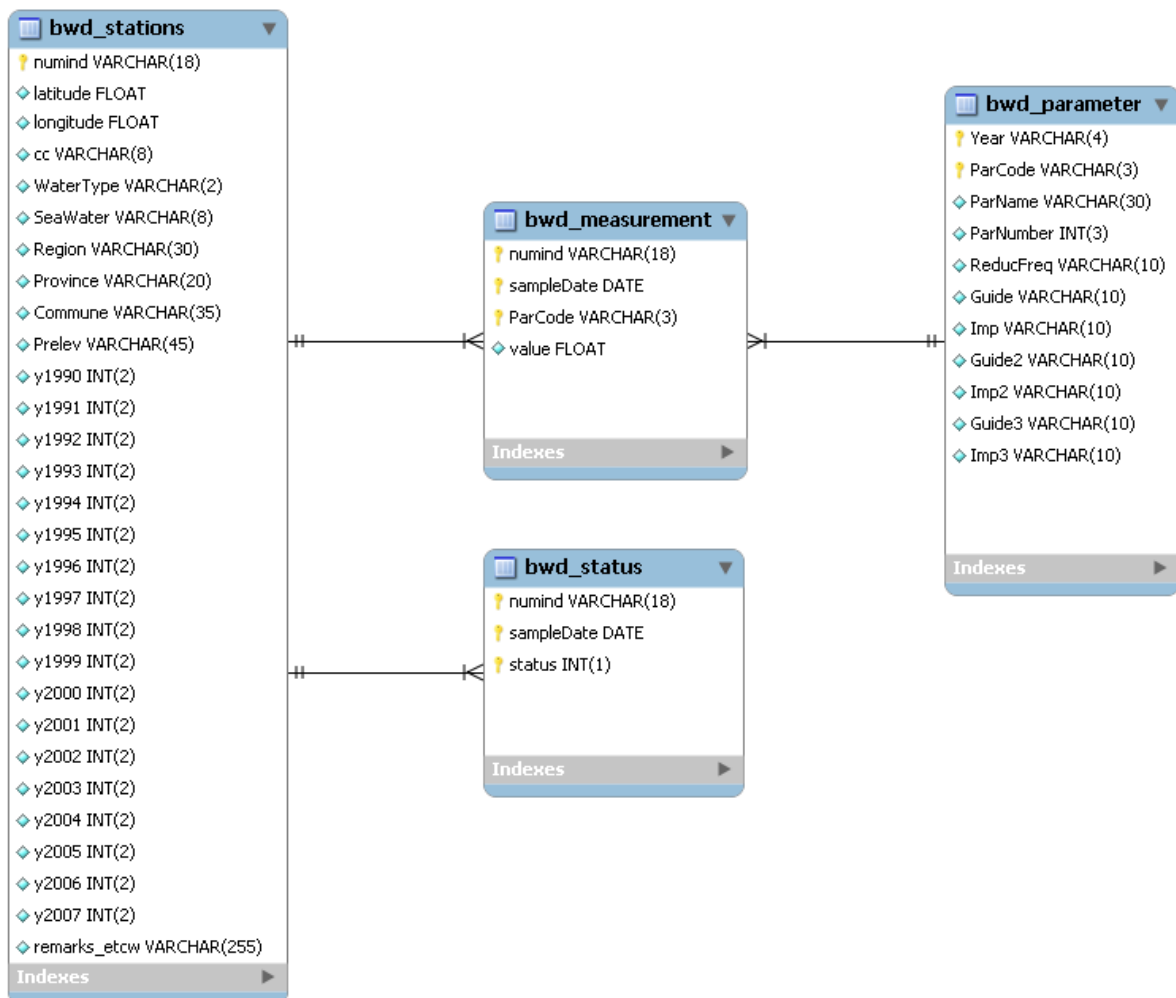 bwd_stations
numind VARCHAR(18)
latitude FLOAT
longitude FLOAT
cc VARCHAR(8)
WaterType VARCHAR(2)
SeaWater VARCHAR(8)
Region VARCHAR(30)
Province VARCHAR(20)
Commune VARCHAR(35)
Prelev VARCHAR(45)
y1990 INT(2)
y1991 INT(2)
y1992 INT(2)
y1993 INT(2)
y1994 INT(2)
y1995 INT(2)
y1996 INT(2)
y1997 INT(2)
y1998 INT(2)
y1999 INT(2)
y2000 INT(2)
y2001 INT(2)
y2002 INT(2)
y2003 INT(2)
y2004 INT(2)
y2005 INT(2)
y2006 INT(2)
y2007 INT(2)
remarks_etcw VARCHAR(255)
Indexes
bwd_measurement
numind VARCHAR(18)
sampleDate DATE
ParCode VARCHAR(3)
value FLOAT
Indexes
bwd_status
numind VARCHAR(18)
sampleDate DATE
status INT(1)
Indexes
bwd_parameter
Year VARCHAR(4)
ParCode VARCHAR(3)
ParName VARCHAR(30)
ParNumber INT(3)
ReducFreq VARCHAR(10)
Guide VARCHAR(10)
Imp VARCHAR(10)
Guide2 VARCHAR(10)
Imp2 VARCHAR(10)
Guide3 VARCHAR(10)
Imp3 VARCHAR(10)
Indexes